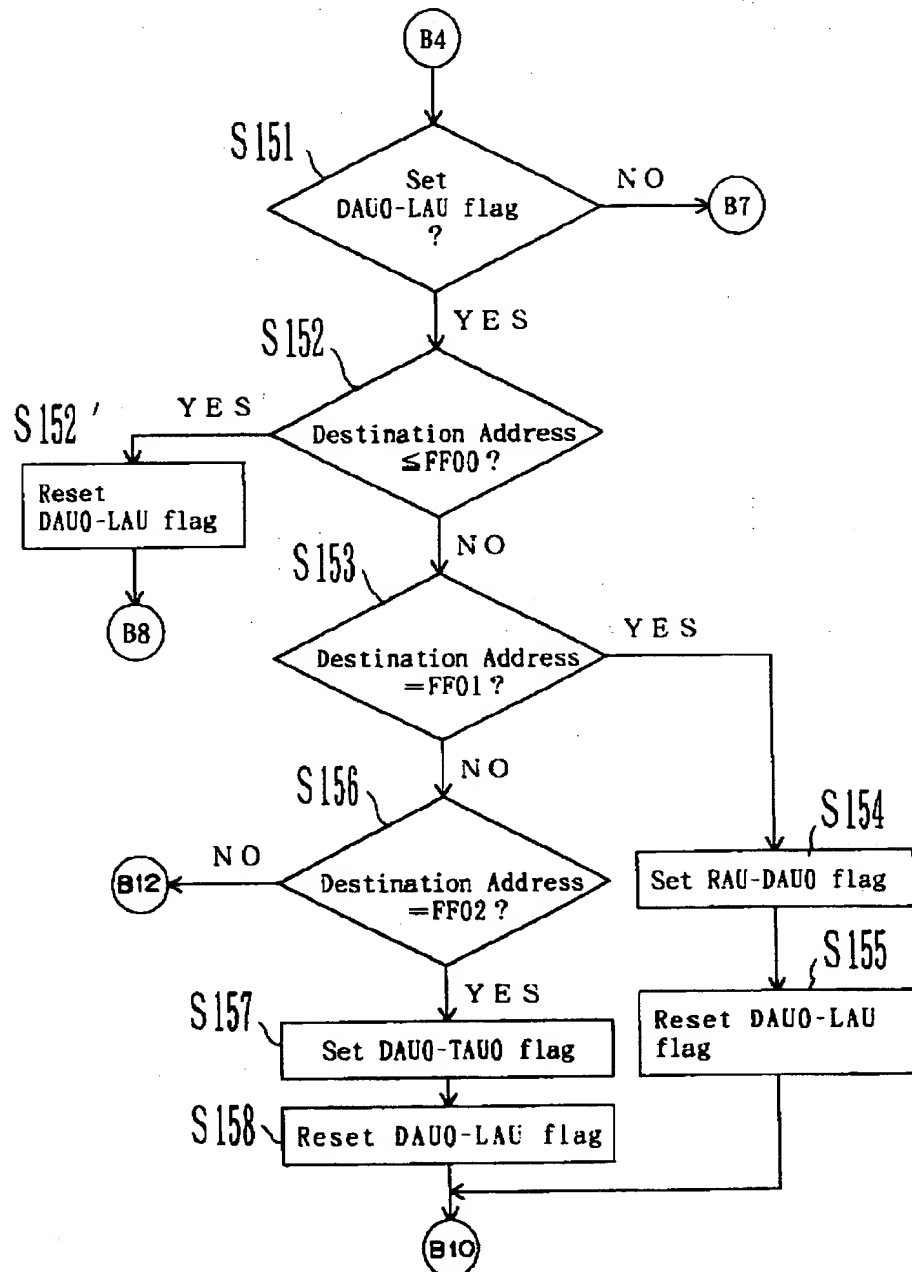 B4
S151
Set
DAU0-LAU flag
?
NO
B7
YES
S152
Destination Address
≦FF00?
YES
S152'
Reset
DAU0-LAU flag
B8
NO
S153
Destination Address
=FF01?
YES
NO
S154
Set RAU-DAU0 flag
S155
Reset DAU0-LAU
flag
S156
Destination Address
=FF02?
NO
B12
YES
S157
Set DAU0-TAU0 flag
S158
Reset DAU0-LAU flag
B10